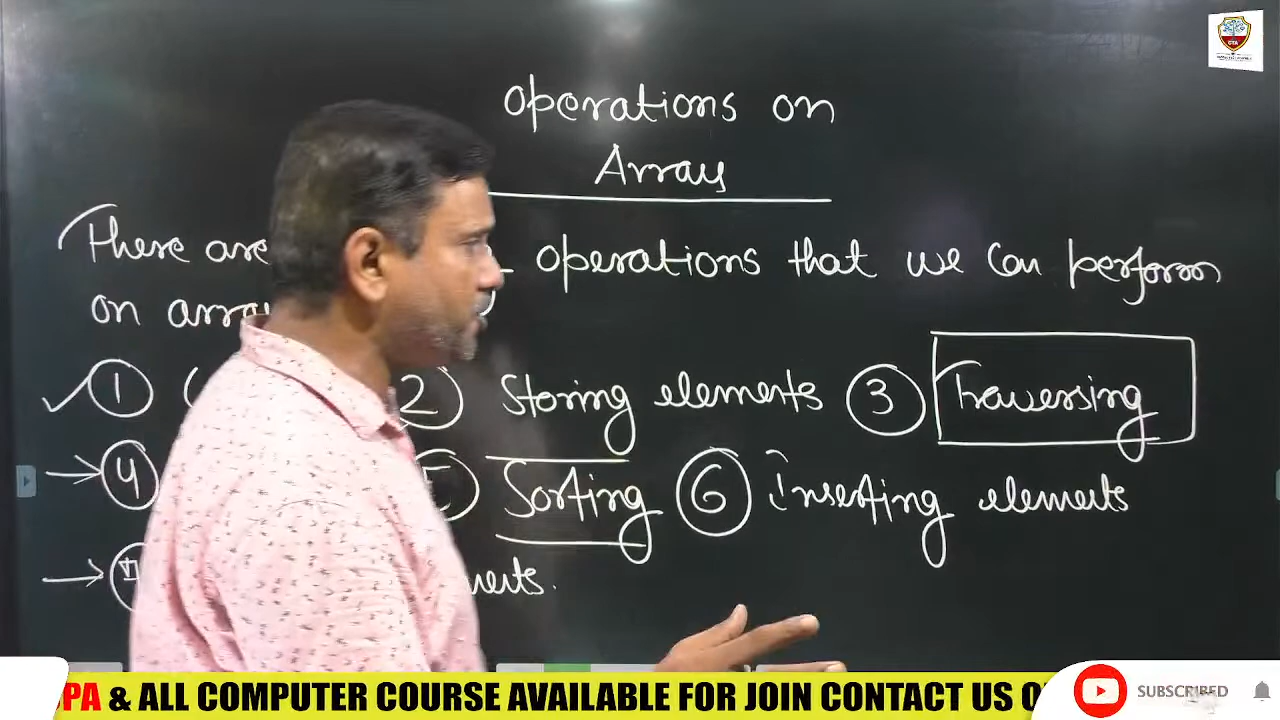 operations on
Array
There are operations that we can perform
on
① ② Storing elements ③ Traversing
④ Sorting ⑥ Inserting elements
PA & ALL COMPUTER COURSE AVAILABLE FOR JOIN CONTACT US
SUBSCRIBED